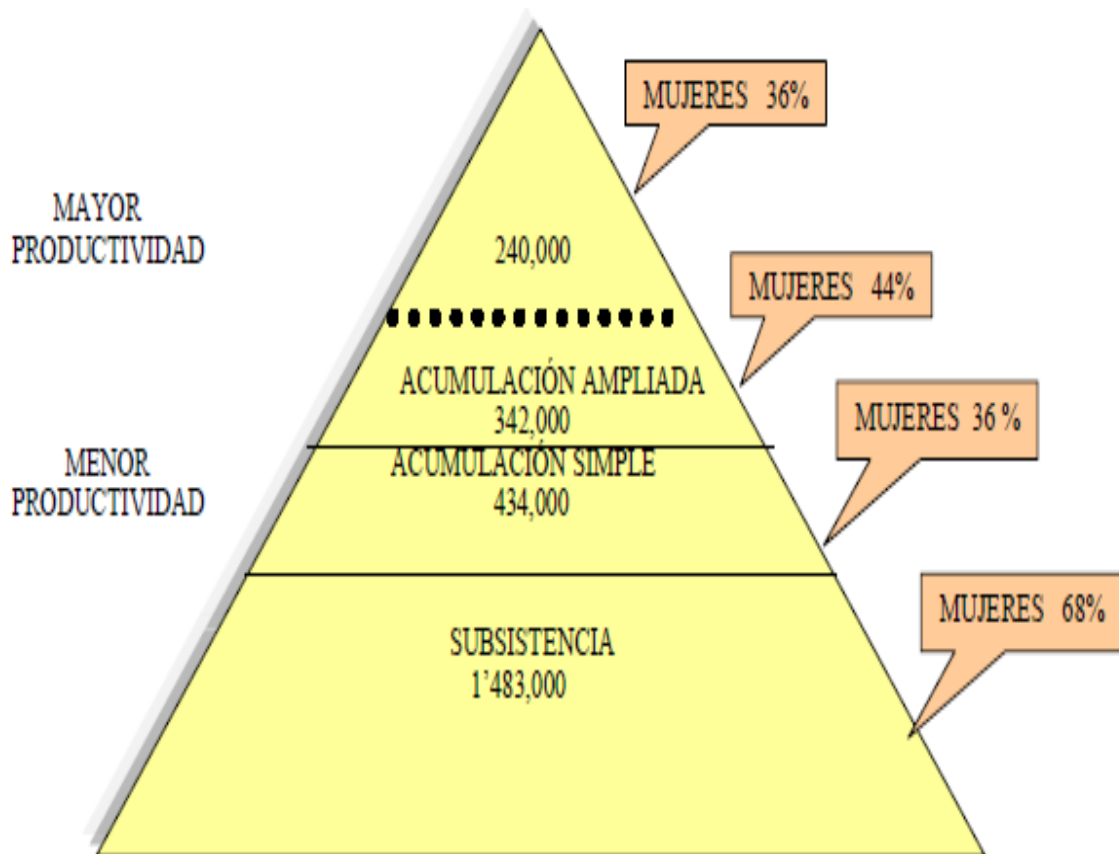 MUJERES 36%
MAYOR
PRODUCTIVIDAD
240,000
MUJERES 44%
ACUMULACIÓN AMPLIADA
342,000
MUJERES 36 %
MENOR
PRODUCTIVIDAD
ACUMULACIÓN SIMPLE
434,000
MUJERES 68%
SUBSISTENCIA
1’483,000